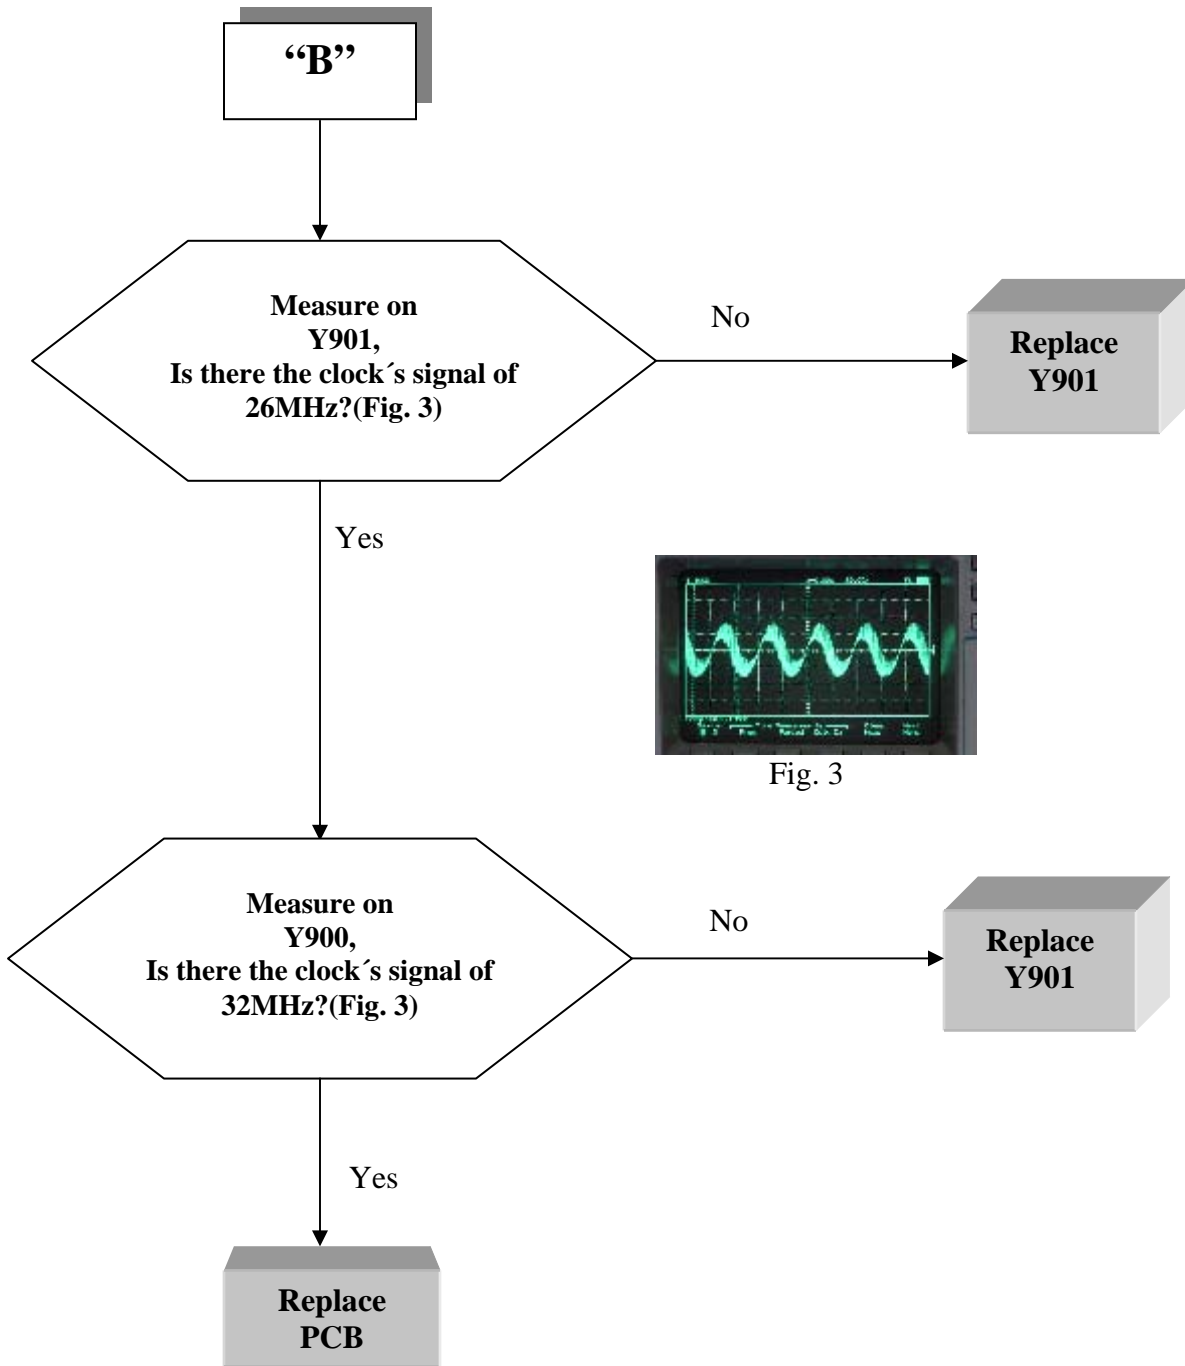 “B”
Measure on
Y901,
Is there the clock´s signal of
26MHz?(Fig. 3)
No
Replace
Y901
Yes
Fig. 3
Measure on
Y900,
Is there the clock´s signal of
32MHz?(Fig. 3)
No
Replace
Y901
Yes
Replace
PCB